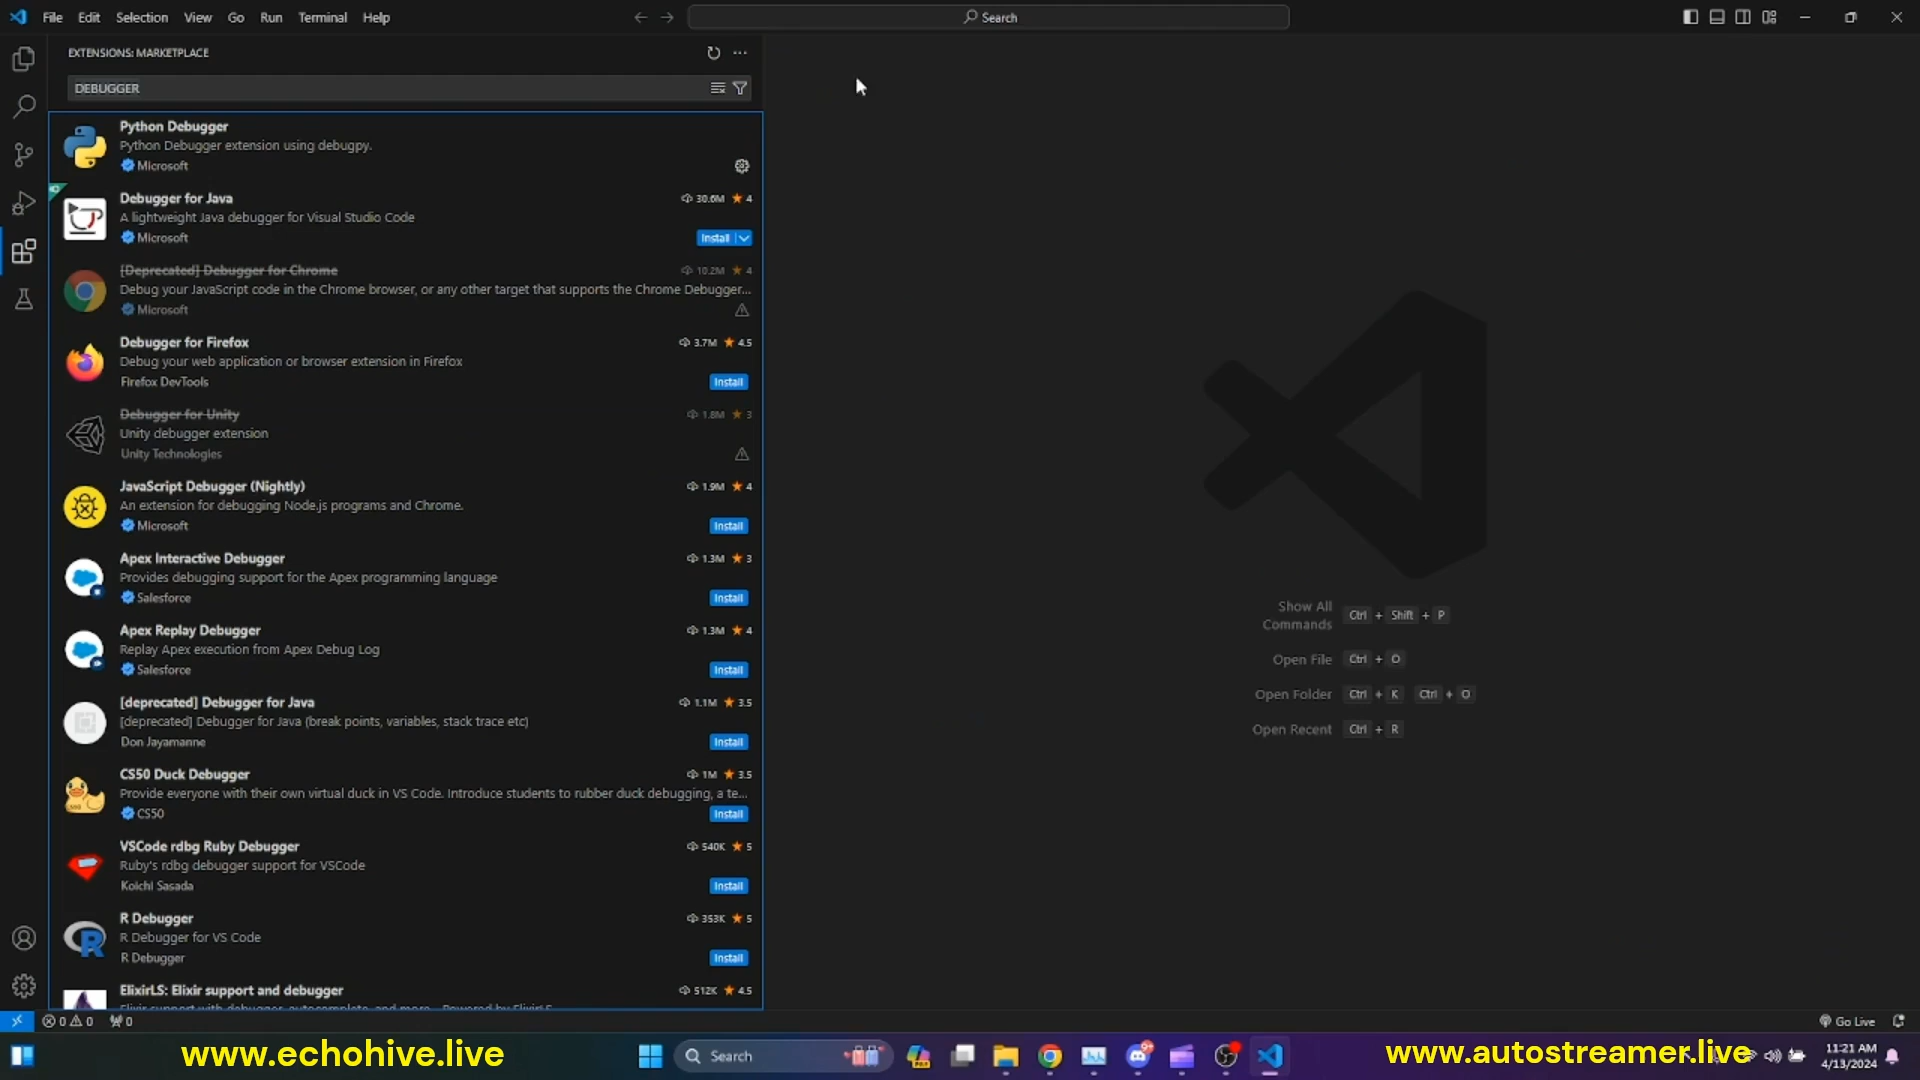 File Edit Selection View Go Run Terminal Help
Search
EXTENSIONS: MARKETPLACE
DEBUGGER
Python Debugger
Python Debugger extension using debugpy.
Microsoft
Debugger for Java 30.6M 4
A lightweight Java debugger for Visual Studio Code
Microsoft Install
[Deprecated] Debugger for Chrome 10.2M 4
Debug your JavaScript code in the Chrome browser, or any other target that supports the Chrome Debugger...
Microsoft
Debugger for Firefox 3.7M 4.5
Debug your web application or browser extension in Firefox
Firefox DevTools Install
Debugger for Unity 1.8M 3
Unity debugger extension
Unity Technologies
JavaScript Debugger (Nightly) 1.9M 4
An extension for debugging Node.js programs and Chrome.
Microsoft Install
Apex Interactive Debugger 1.3M 3
Provides debugging support for the Apex programming language
Salesforce Install
Apex Replay Debugger 1.3M 4
Replay Apex execution from Apex Debug Log
Salesforce Install
[deprecated] Debugger for Java 1.1M 3.5
[deprecated] Debugger for Java (break points, variables, stack trace etc)
Don Jayamanne Install
CS50 Duck Debugger 1M 3.5
Provide everyone with their own virtual duck in VS Code. Introduce students to rubber duck debugging, a te...
CS50 Install
VSCode rdbg Ruby Debugger 540K 5
Ruby's rdbg debugger support for VSCode
Koichi Sasada Install
R Debugger 353K 5
R Debugger for VS Code
R Debugger Install
ElixirLS: Elixir support and debugger 512K 4.5
Elixir support with debugger, autocomplete, and more - Powered by ElixirLS.
Show All Commands Ctrl + Shift + P
Open File Ctrl + O
Open Folder Ctrl + K Ctrl + O
Open Recent Ctrl + R
0 0 0
Go Live
www.echohive.live
Search
www.autostreamer.live
11:21 AM
4/13/2024